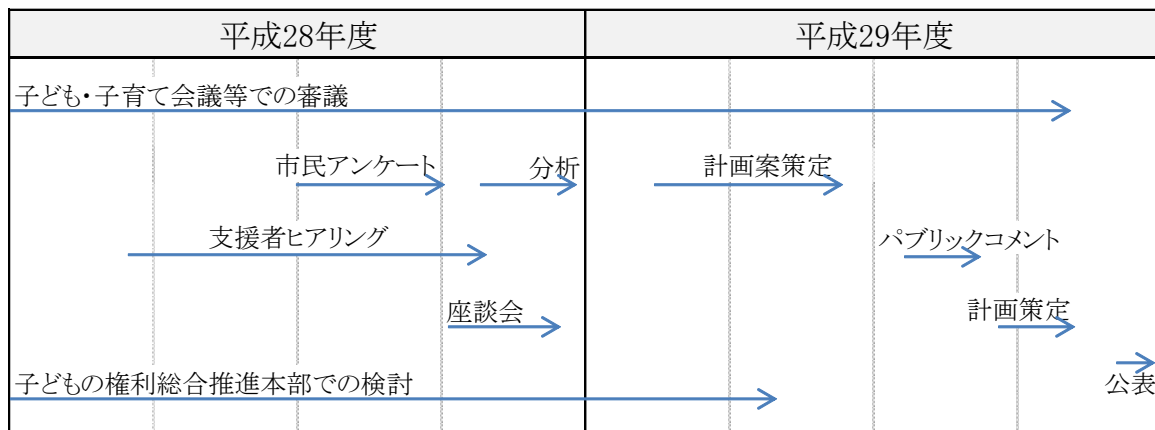 平成28年度
平成29年度
子ども・子育て会議等での審議
市民アンケート
分析
計画案策定
支援者ヒアリング
パブリックコメント
座談会
計画策定
子どもの権利総合推進本部での検討
公表